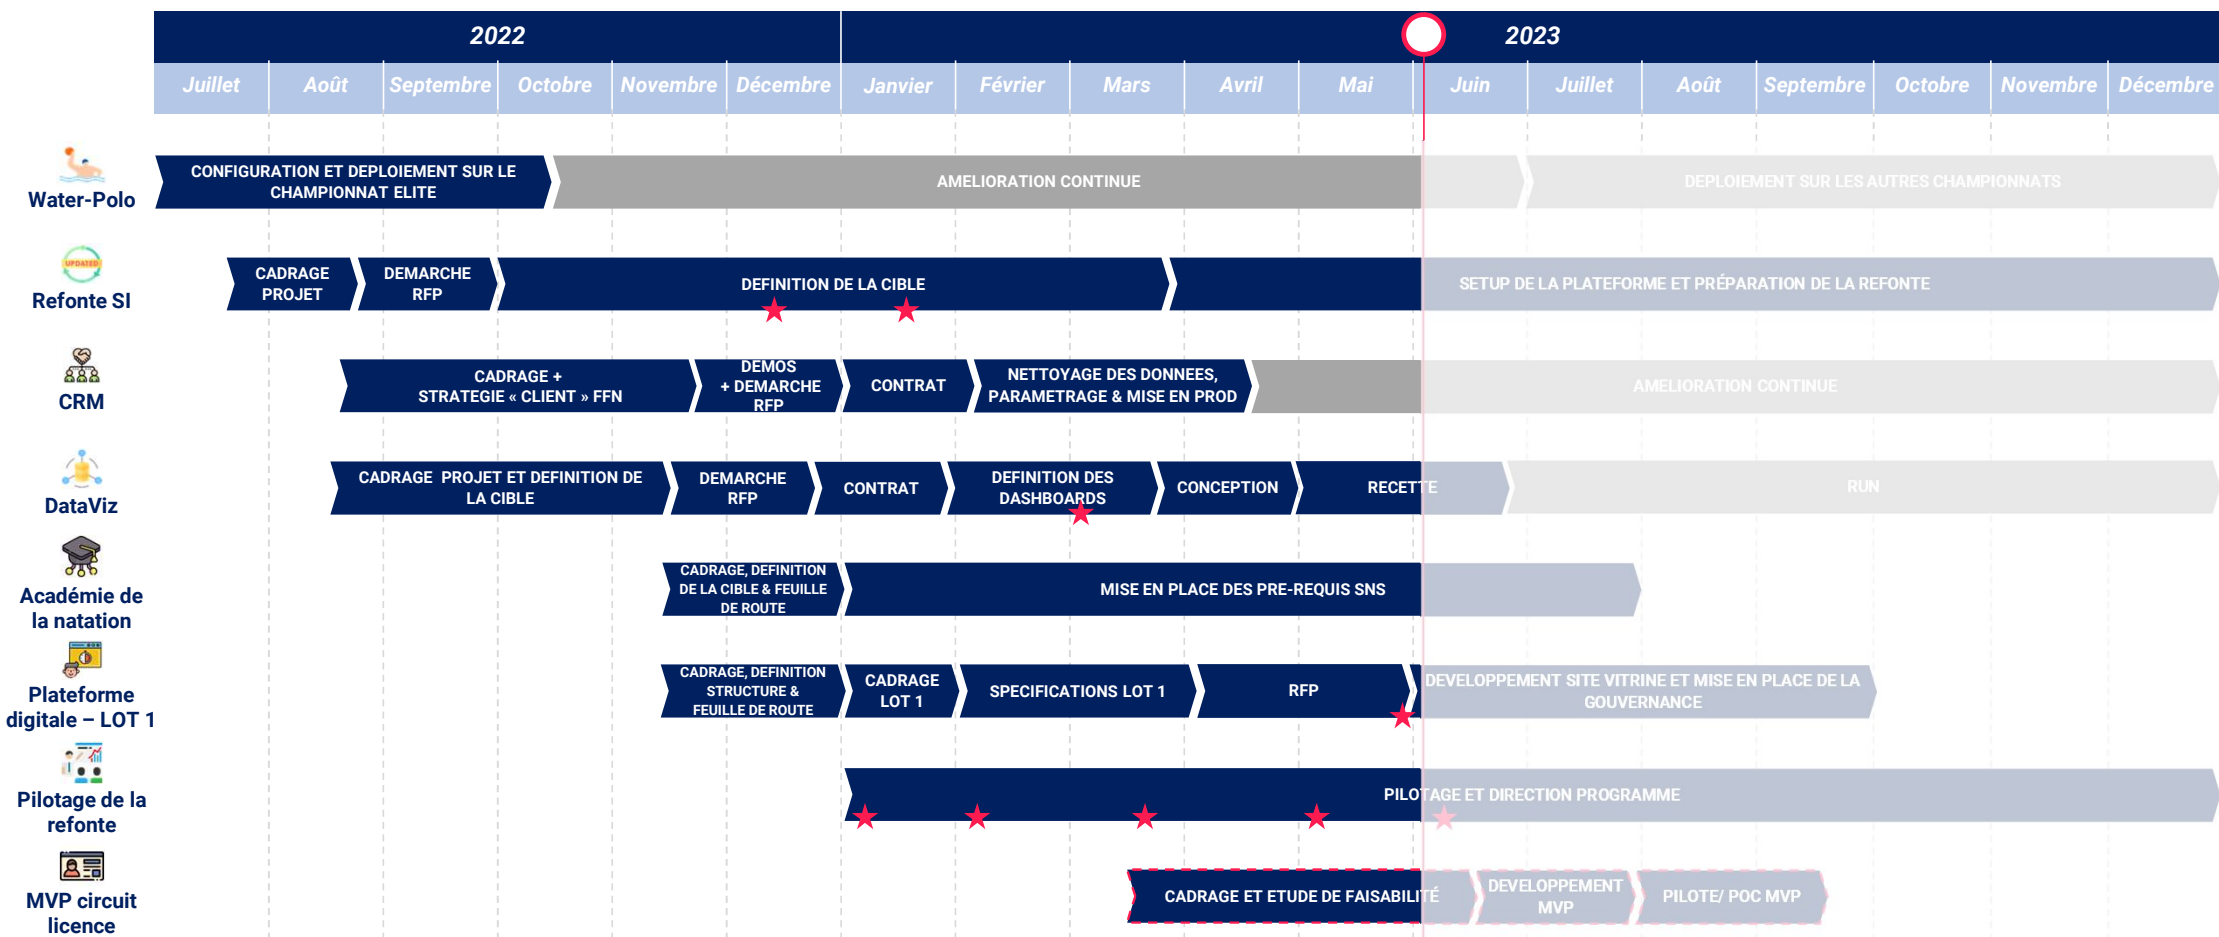 2022
2023
Juillet
Août
Septembre
Octobre
Novembre
Décembre
Janvier
Février
Mars
Avril
Mai
Juin
Juillet
Août
Septembre
Octobre
Novembre
Décembre
Water-Polo
CONFIGURATION ET DEPLOIEMENT SUR LE
CHAMPIONNAT ELITE
AMELIORATION CONTINUE
DEPLOIEMENT SUR LES AUTRES CHAMPIONNATS
UPDATED
Refonte SI
CADRAGE
PROJET
DEMARCHE
RFP
DEFINITION DE LA CIBLE
SETUP DE LA PLATEFORME ET PRÉPARATION DE LA REFONTE
CRM
CADRAGE +
STRATEGIE « CLIENT » FFN
DEMOS
+ DEMARCHE
RFP
CONTRAT
NETTOYAGE DES DONNEES,
PARAMETRAGE & MISE EN PROD
AMELIORATION CONTINUE
DataViz
CADRAGE PROJET ET DEFINITION DE
LA CIBLE
DEMARCHE
RFP
CONTRAT
DEFINITION DES
DASHBOARDS
CONCEPTION
RECETTE
RUN
Académie de
la natation
CADRAGE, DEFINITION
DE LA CIBLE & FEUILLE
DE ROUTE
MISE EN PLACE DES PRE-REQUIS SNS
Plateforme
digitale – LOT 1
CADRAGE, DEFINITION
STRUCTURE &
FEUILLE DE ROUTE
CADRAGE
LOT 1
SPECIFICATIONS LOT 1
RFP
DEVELOPPEMENT SITE VITRINE ET MISE EN PLACE DE LA
GOUVERNANCE
Pilotage de la
refonte
PILOTAGE ET DIRECTION PROGRAMME
MVP circuit
licence
CADRAGE ET ETUDE DE FAISABILITÉ
DEVELOPPEMENT
MVP
PILOTE/ POC MVP